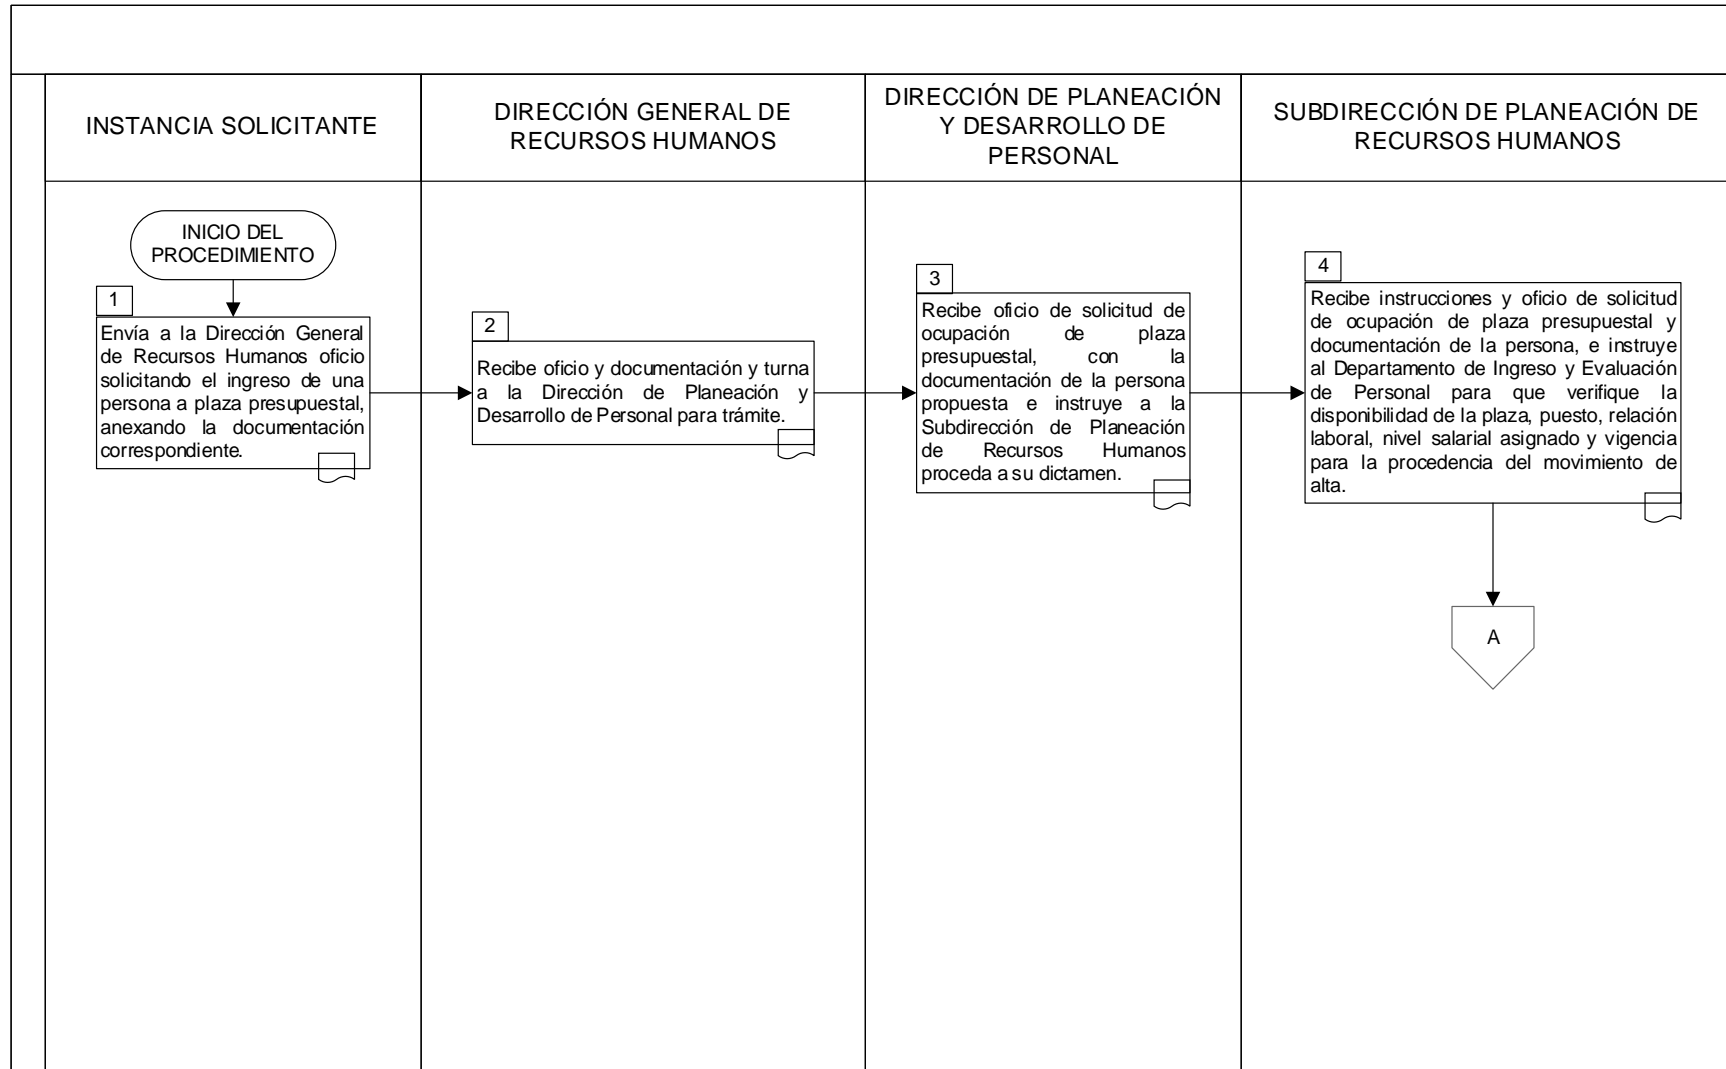 INSTANCIA SOLICITANTE
DIRECCIÓN GENERAL DE
RECURSOS HUMANOS
DIRECCIÓN DE PLANEACIÓN
Y DESARROLLO DE
PERSONAL
SUBDIRECCIÓN DE PLANEACIÓN DE
RECURSOS HUMANOS
INICIO DEL
PROCEDIMIENTO
1
Envía a la Dirección General
de Recursos Humanos oficio
solicitando el ingreso de una
persona a plaza presupuestal,
anexando la documentación
correspondiente.
2
Recibe oficio y documentación y turna
a la Dirección de Planeación y
Desarrollo de Personal para trámite.
3
Recibe oficio de solicitud de
ocupación de plaza
presupuestal, con la
documentación de la persona
propuesta e instruye a la
Subdirección de Planeación
de Recursos Humanos
proceda a su dictamen.
4
Recibe instrucciones y oficio de solicitud
de ocupación de plaza presupuestal y
documentación de la persona, e instruye
al Departamento de Ingreso y Evaluación
de Personal para que verifique la
disponibilidad de la plaza, puesto, relación
laboral, nivel salarial asignado y vigencia
para la procedencia del movimiento de
alta.
A